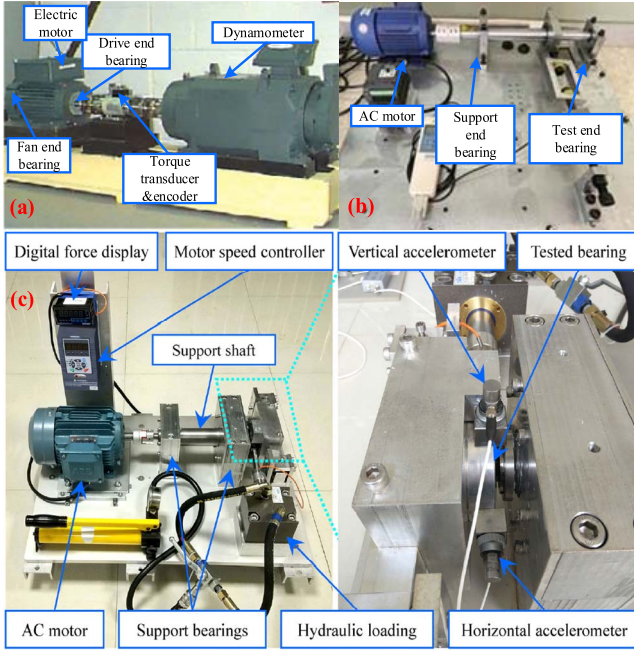 Electric
motor
Drive end
bearing
Dynamometer
Fan end
bearing
Torque
transducer
&encoder
(a)
AC motor
Support
end
bearing
Test end
bearing
(b)
Digital force display
Motor speed controller
Vertical accelerometer
Tested bearing
(c)
Support shaft
AC motor
Support bearings
Hydraulic loading
Horizontal accelerometer